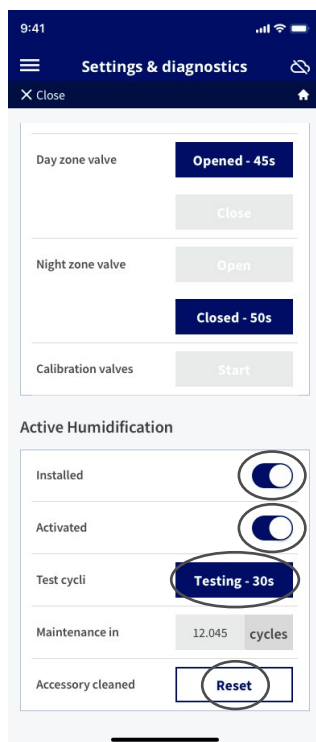 9:41
Settings & diagnostics
Close
Day zone valve
Opened - 45s
Close
Night zone valve
Open
Closed - 50s
Calibration valves
Start
Active Humidification
Installed
Activated
Test cycli
Testing - 30s
Maintenance in
12.045 cycles
Accessory cleaned
Reset